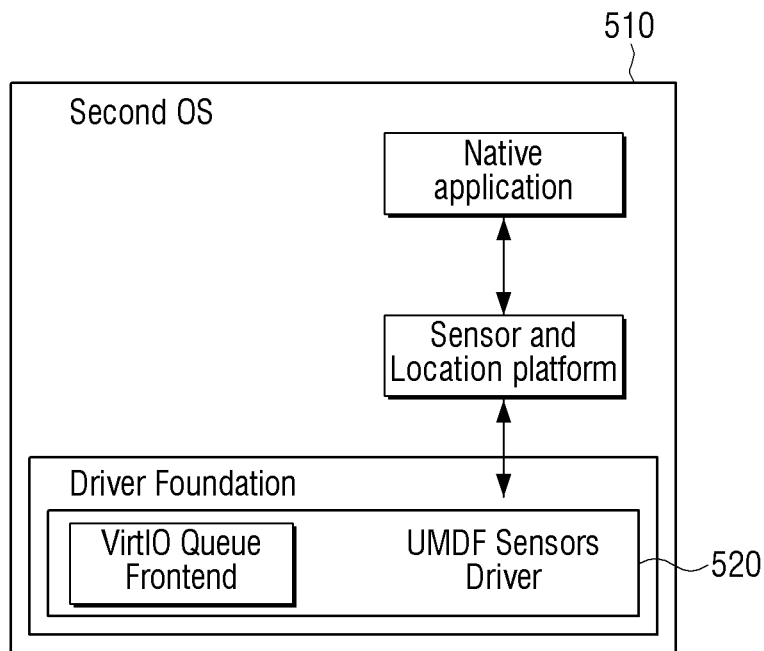 510
Second OS
Native
application
Sensor and
Location platform
Driver Foundation
VirtIO Queue
Frontend
UMDF Sensors
Driver
520